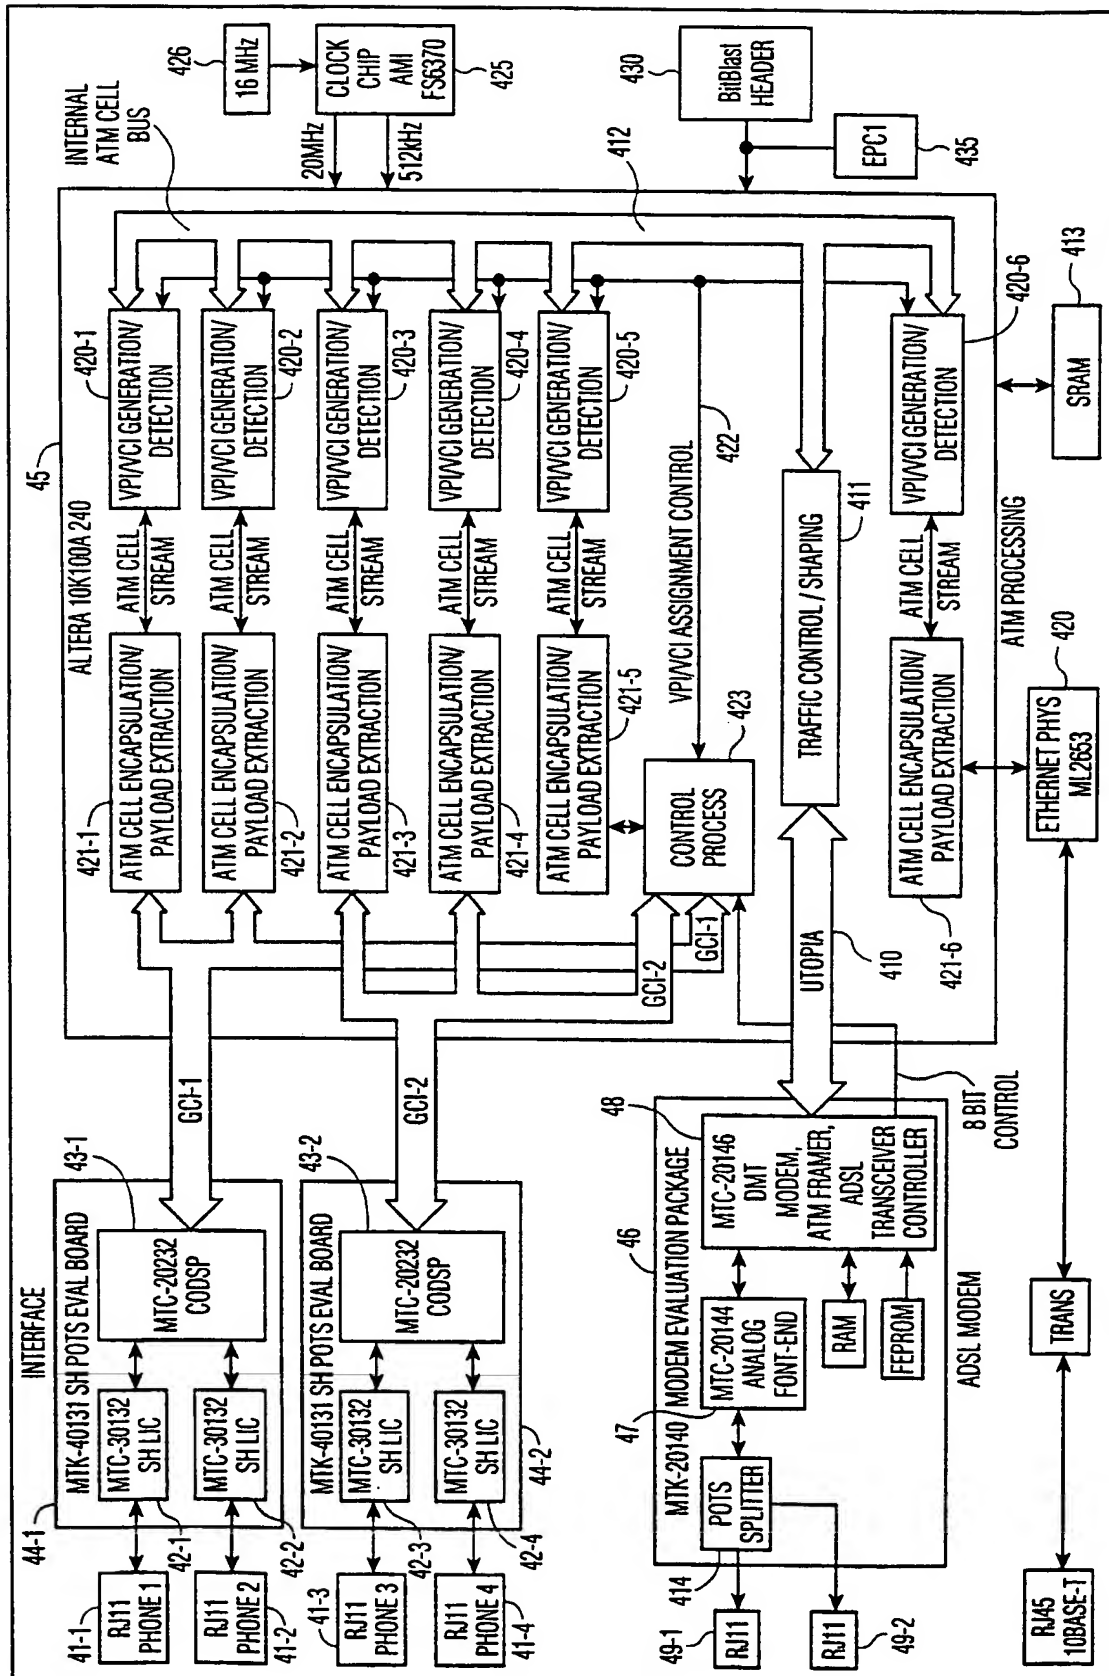 INTERFACE
44-1
MTK-40131 SH POTS EVAL BOARD
43-1
MTC-20232
CODSP
MTC-30132
SH LIC
MTC-30132
SH LIC
42-1
42-2
41-1
RJ11
PHONE 1
RJ11
PHONE 2
41-2
MTK-40131 SH POTS EVAL BOARD
43-2
MTC-20232
CODSP
MTC-30132
SH LIC
MTC-30132
SH LIC
42-3
42-4
44-2
41-3
RJ11
PHONE 3
RJ11
PHONE 4
41-4
GCI-1
GCI-2
45
ALTERA 10K100A 240
421-1
ATM CELL ENCAPSULATION/
PAYLOAD EXTRACTION
ATM CELL
STREAM
420-1
VPI/VCI GENERATION/
DETECTION
ATM CELL ENCAPSULATION/
PAYLOAD EXTRACTION
421-2
ATM CELL
STREAM
VPI/VCI GENERATION/
DETECTION
420-2
ATM CELL ENCAPSULATION/
PAYLOAD EXTRACTION
421-3
ATM CELL
STREAM
VPI/VCI GENERATION/
DETECTION
420-3
ATM CELL ENCAPSULATION/
PAYLOAD EXTRACTION
421-4
ATM CELL
STREAM
VPI/VCI GENERATION/
DETECTION
420-4
ATM CELL ENCAPSULATION/
PAYLOAD EXTRACTION
421-5
ATM CELL
STREAM
VPI/VCI GENERATION/
DETECTION
420-5
GCI-2
GCI-1
CONTROL
PROCESS
423
VPI/VCI ASSIGNMENT CONTROL
422
UTOPIA
410
TRAFFIC CONTROL / SHAPING
411
412
ATM CELL ENCAPSULATION/
PAYLOAD EXTRACTION
421-6
ATM CELL
STREAM
VPI/VCI GENERATION/
DETECTION
420-6
ATM PROCESSING
INTERNAL
ATM CELL
BUS
426
16 MHz
CLOCK
CHIP
AMI
FS6370
425
20MHz
512kHz
430
BitBlast
HEADER
EPC1
435
SRAM
413
MTK-20140 MODEM EVALUATION PACKAGE
46
48
MTC-20146
DMT
MODEM,
ATM FRAMER,
ADSL
TRANSCEIVER
CONTROLLER
47
MTC-20144
ANALOG
FONT-END
RAM
FEPROM
POTS
SPLITTER
414
ADSL MODEM
8 BIT
CONTROL
49-1
RJ11
RJ11
49-2
RJ45
10BASE-T
TRANS
ETHERNET PHYS
ML2653
420